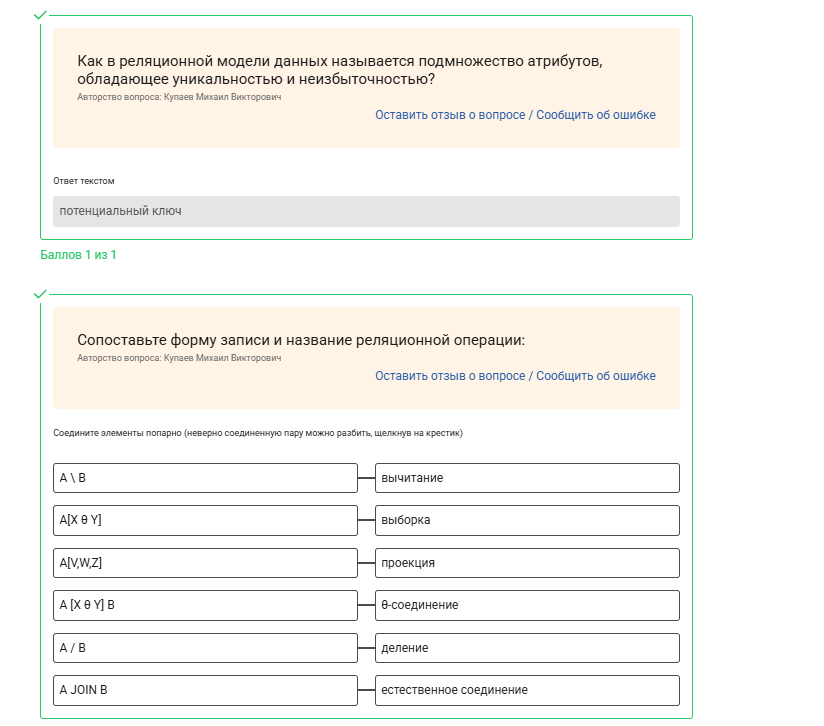 Как в реляционной модели данных называется подмножество атрибутов,
обладающее уникальностью и неизбыточностью?
Авторство вопроса: Купаев Михаил Викторович
Оставить отзыв о вопросе / Сообщить об ошибке
Ответ текстом
потенциальный ключ
Баллов 1 из 1
Сопоставьте форму записи и название реляционной операции:
Авторство вопроса: Купаев Михаил Викторович
Оставить отзыв о вопросе / Сообщить об ошибке
Соедините элементы попарно (неверно соединенную пару можно разбить, щелкнув на крестик)
A \ B вычитание
A[X θ Y] выборка
A[V,W,Z] проекция
A [X θ Y] B θ-соединение
A / B деление
A JOIN B естественное соединение